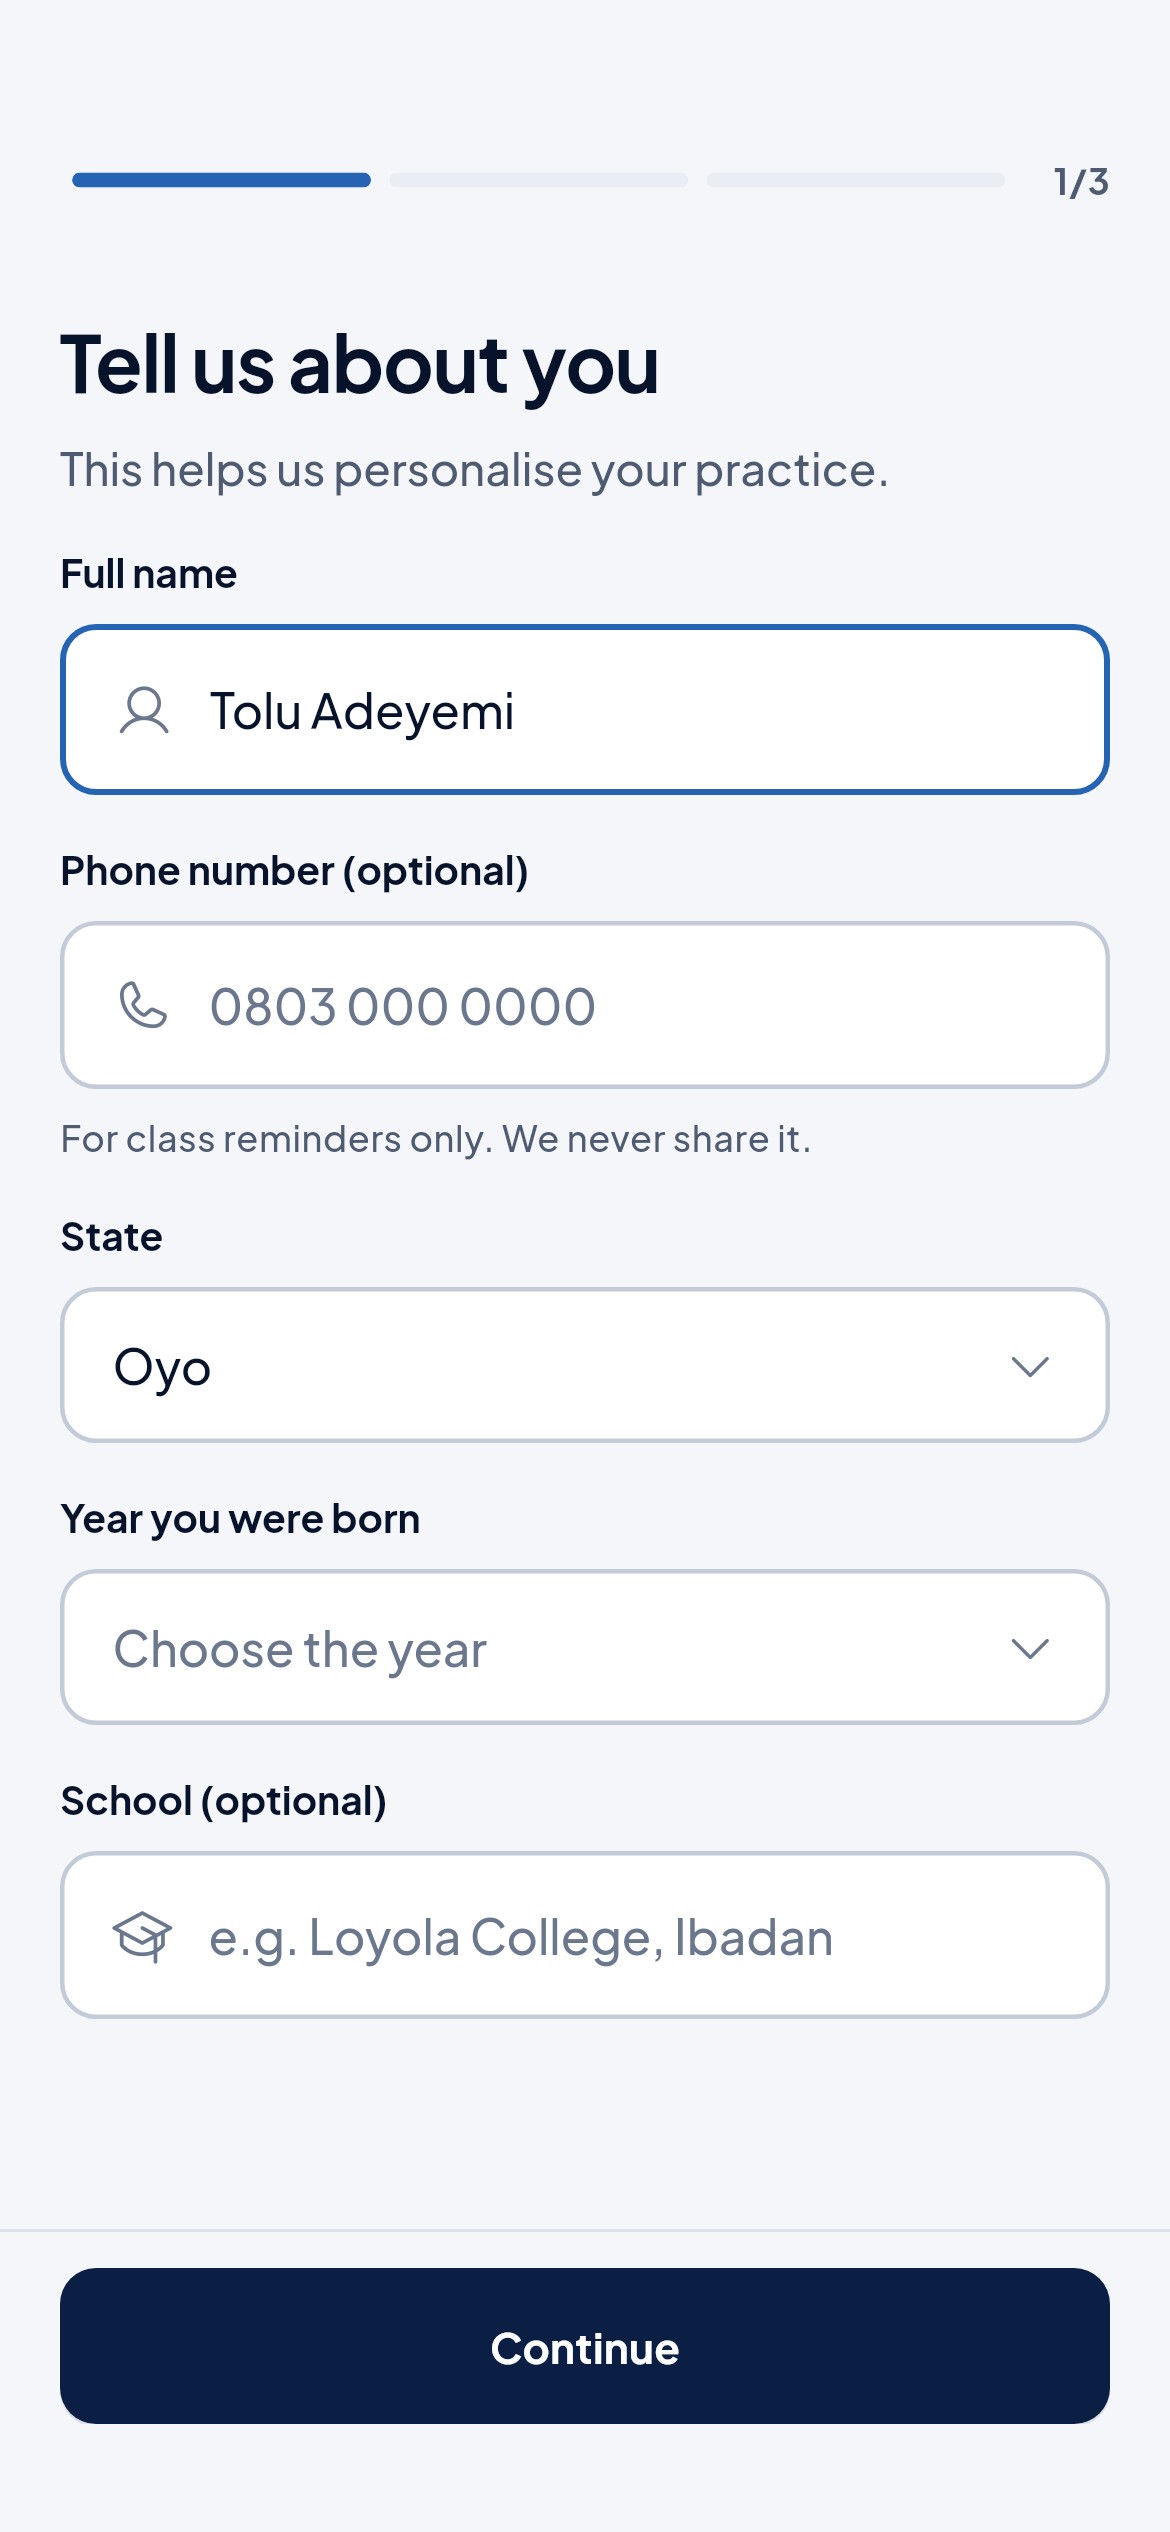 1/3
Tell us about you
This helps us personalise your practice.
Full name
Tolu Adeyemi
Phone number (optional)
0803 000 0000
For class reminders only. We never share it.
State
Oyo
Year you were born
Choose the year
School (optional)
e.g. Loyola College, Ibadan
Continue